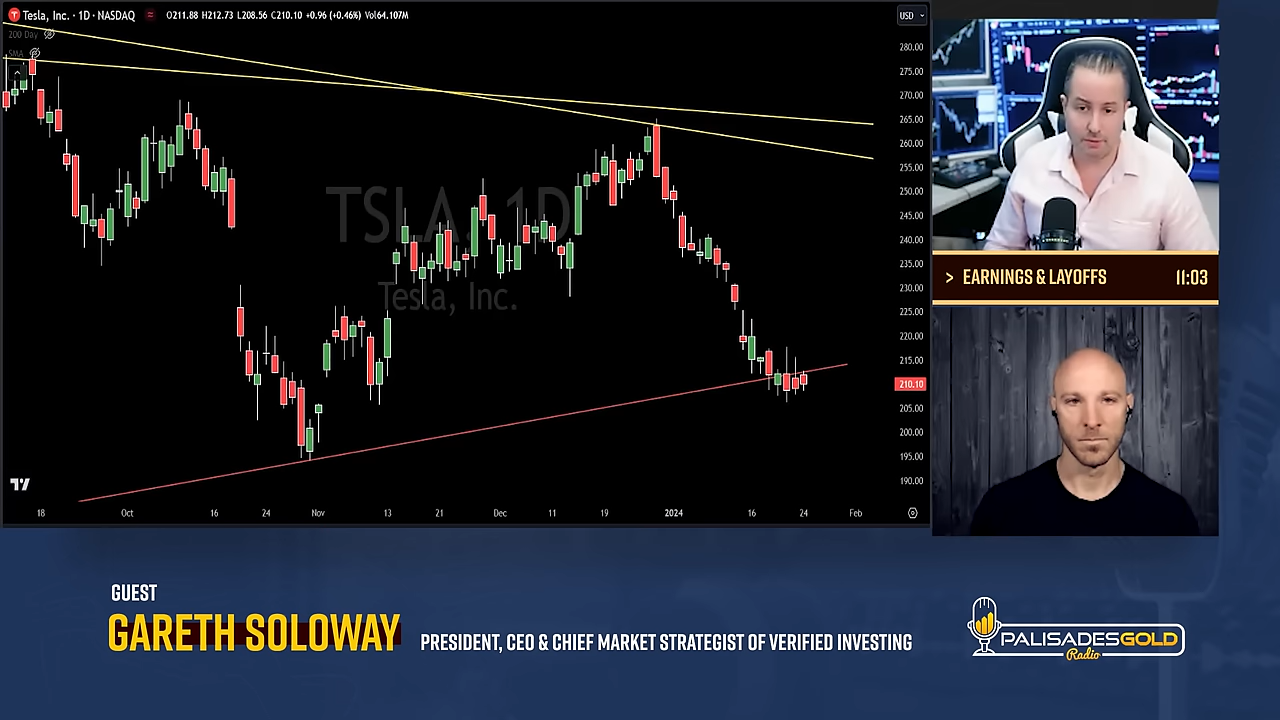 Tesla, Inc. · 1D · NASDAQ O211.88 H212.73 L208.56 C210.10 +0.96 (+0.46%) Vol64.107M
USD
200 Day
SMA
TSLA, 1D
Tesla, Inc.
280.00
275.00
270.00
265.00
260.00
255.00
250.00
245.00
240.00
235.00
230.00
225.00
220.00
215.00
210.10
205.00
200.00
195.00
190.00
18 Oct 16 24 Nov 13 21 Dec 11 19 2024 16 24 Feb
> EARNINGS & LAYOFFS 11:03
GUEST
GARETH SOLOWAY
PRESIDENT, CEO & CHIEF MARKET STRATEGIST OF VERIFIED INVESTING
PALISADESGOLD
Radio